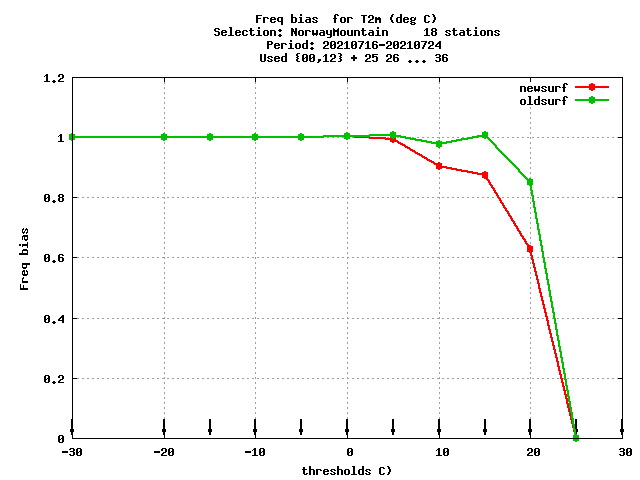 Freq bias  for T2m (deg C)
Selection: NorwayMountain     18 stations
Period: 20210716-20210724
Used {00,12} + 25 26 ... 36
newsurf
oldsurf
1.2
1
0.8
0.6
0.4
0.2
0
Freq bias
-30 -20 -10 0 10 20 30
thresholds C)